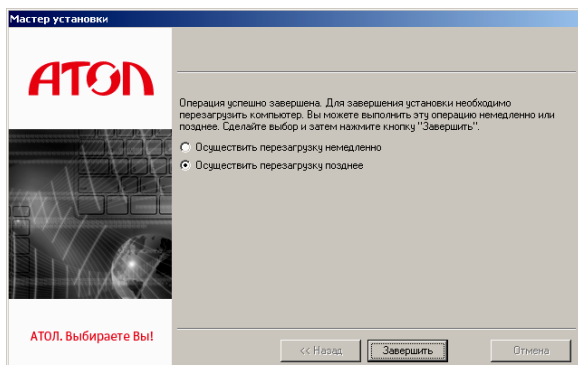 Мастер установки
АТОЛ
Операция успешно завершена. Для завершения установки необходимо
перезагрузить компьютер. Вы можете выполнить эту операцию немедленно или
позднее. Сделайте выбор и затем нажмите кнопку "Завершить".
Осуществить перезагрузку немедленно
Осуществить перезагрузку позднее
АТОЛ. Выбираете Вы!
<< Назад
Завершить
Отмена